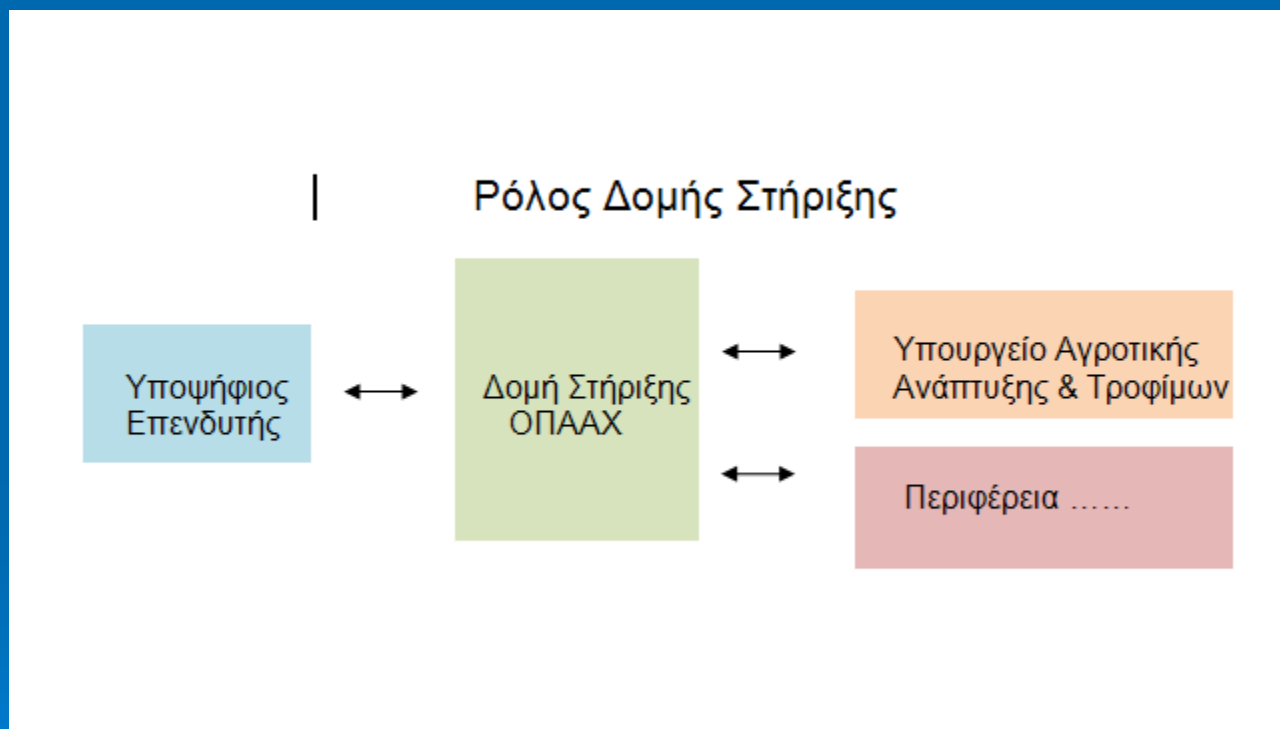 Ρόλος Δομής Στήριξης
Υποψήφιος
Επενδυτής
Δομή Στήριξης
ΟΠΑΑΧ
Υπουργείο Αγροτικής
Ανάπτυξης & Τροφίμων
Περιφέρεια ……